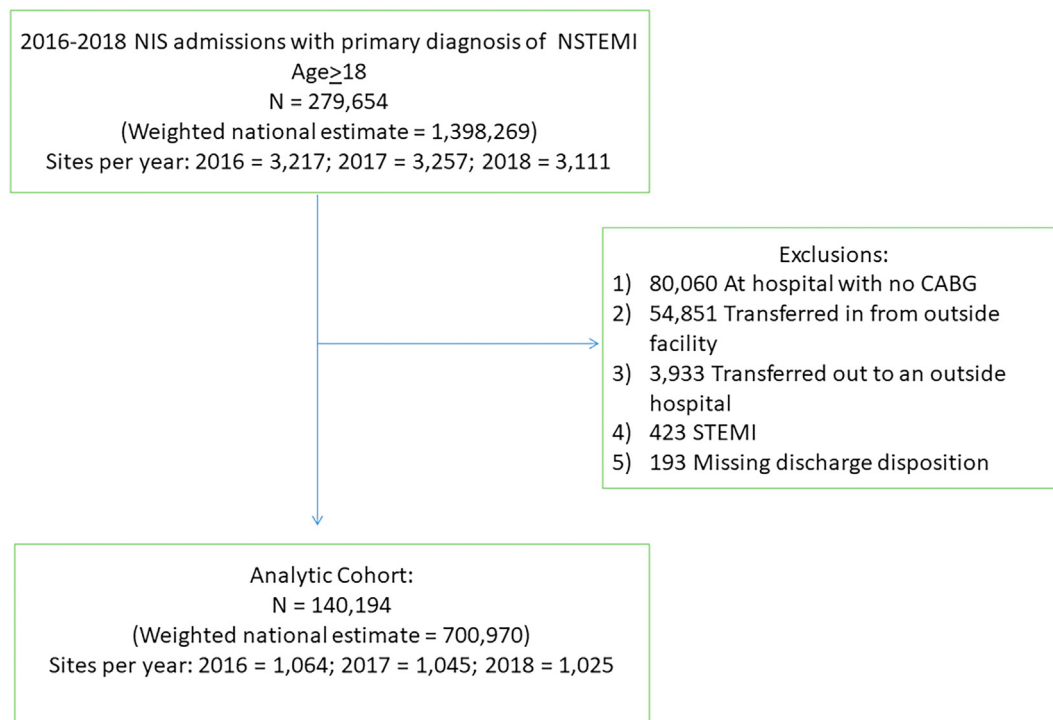 2016-2018 NIS admissions with primary diagnosis of NSTEMI
Age≥18
N = 279,654
(Weighted national estimate = 1,398,269)
Sites per year: 2016 = 3,217; 2017 = 3,257; 2018 = 3,111
Exclusions:
1) 80,060 At hospital with no CABG
2) 54,851 Transferred in from outside
facility
3) 3,933 Transferred out to an outside
hospital
4) 423 STEMI
5) 193 Missing discharge disposition
Analytic Cohort:
N = 140,194
(Weighted national estimate = 700,970)
Sites per year: 2016 = 1,064; 2017 = 1,045; 2018 = 1,025